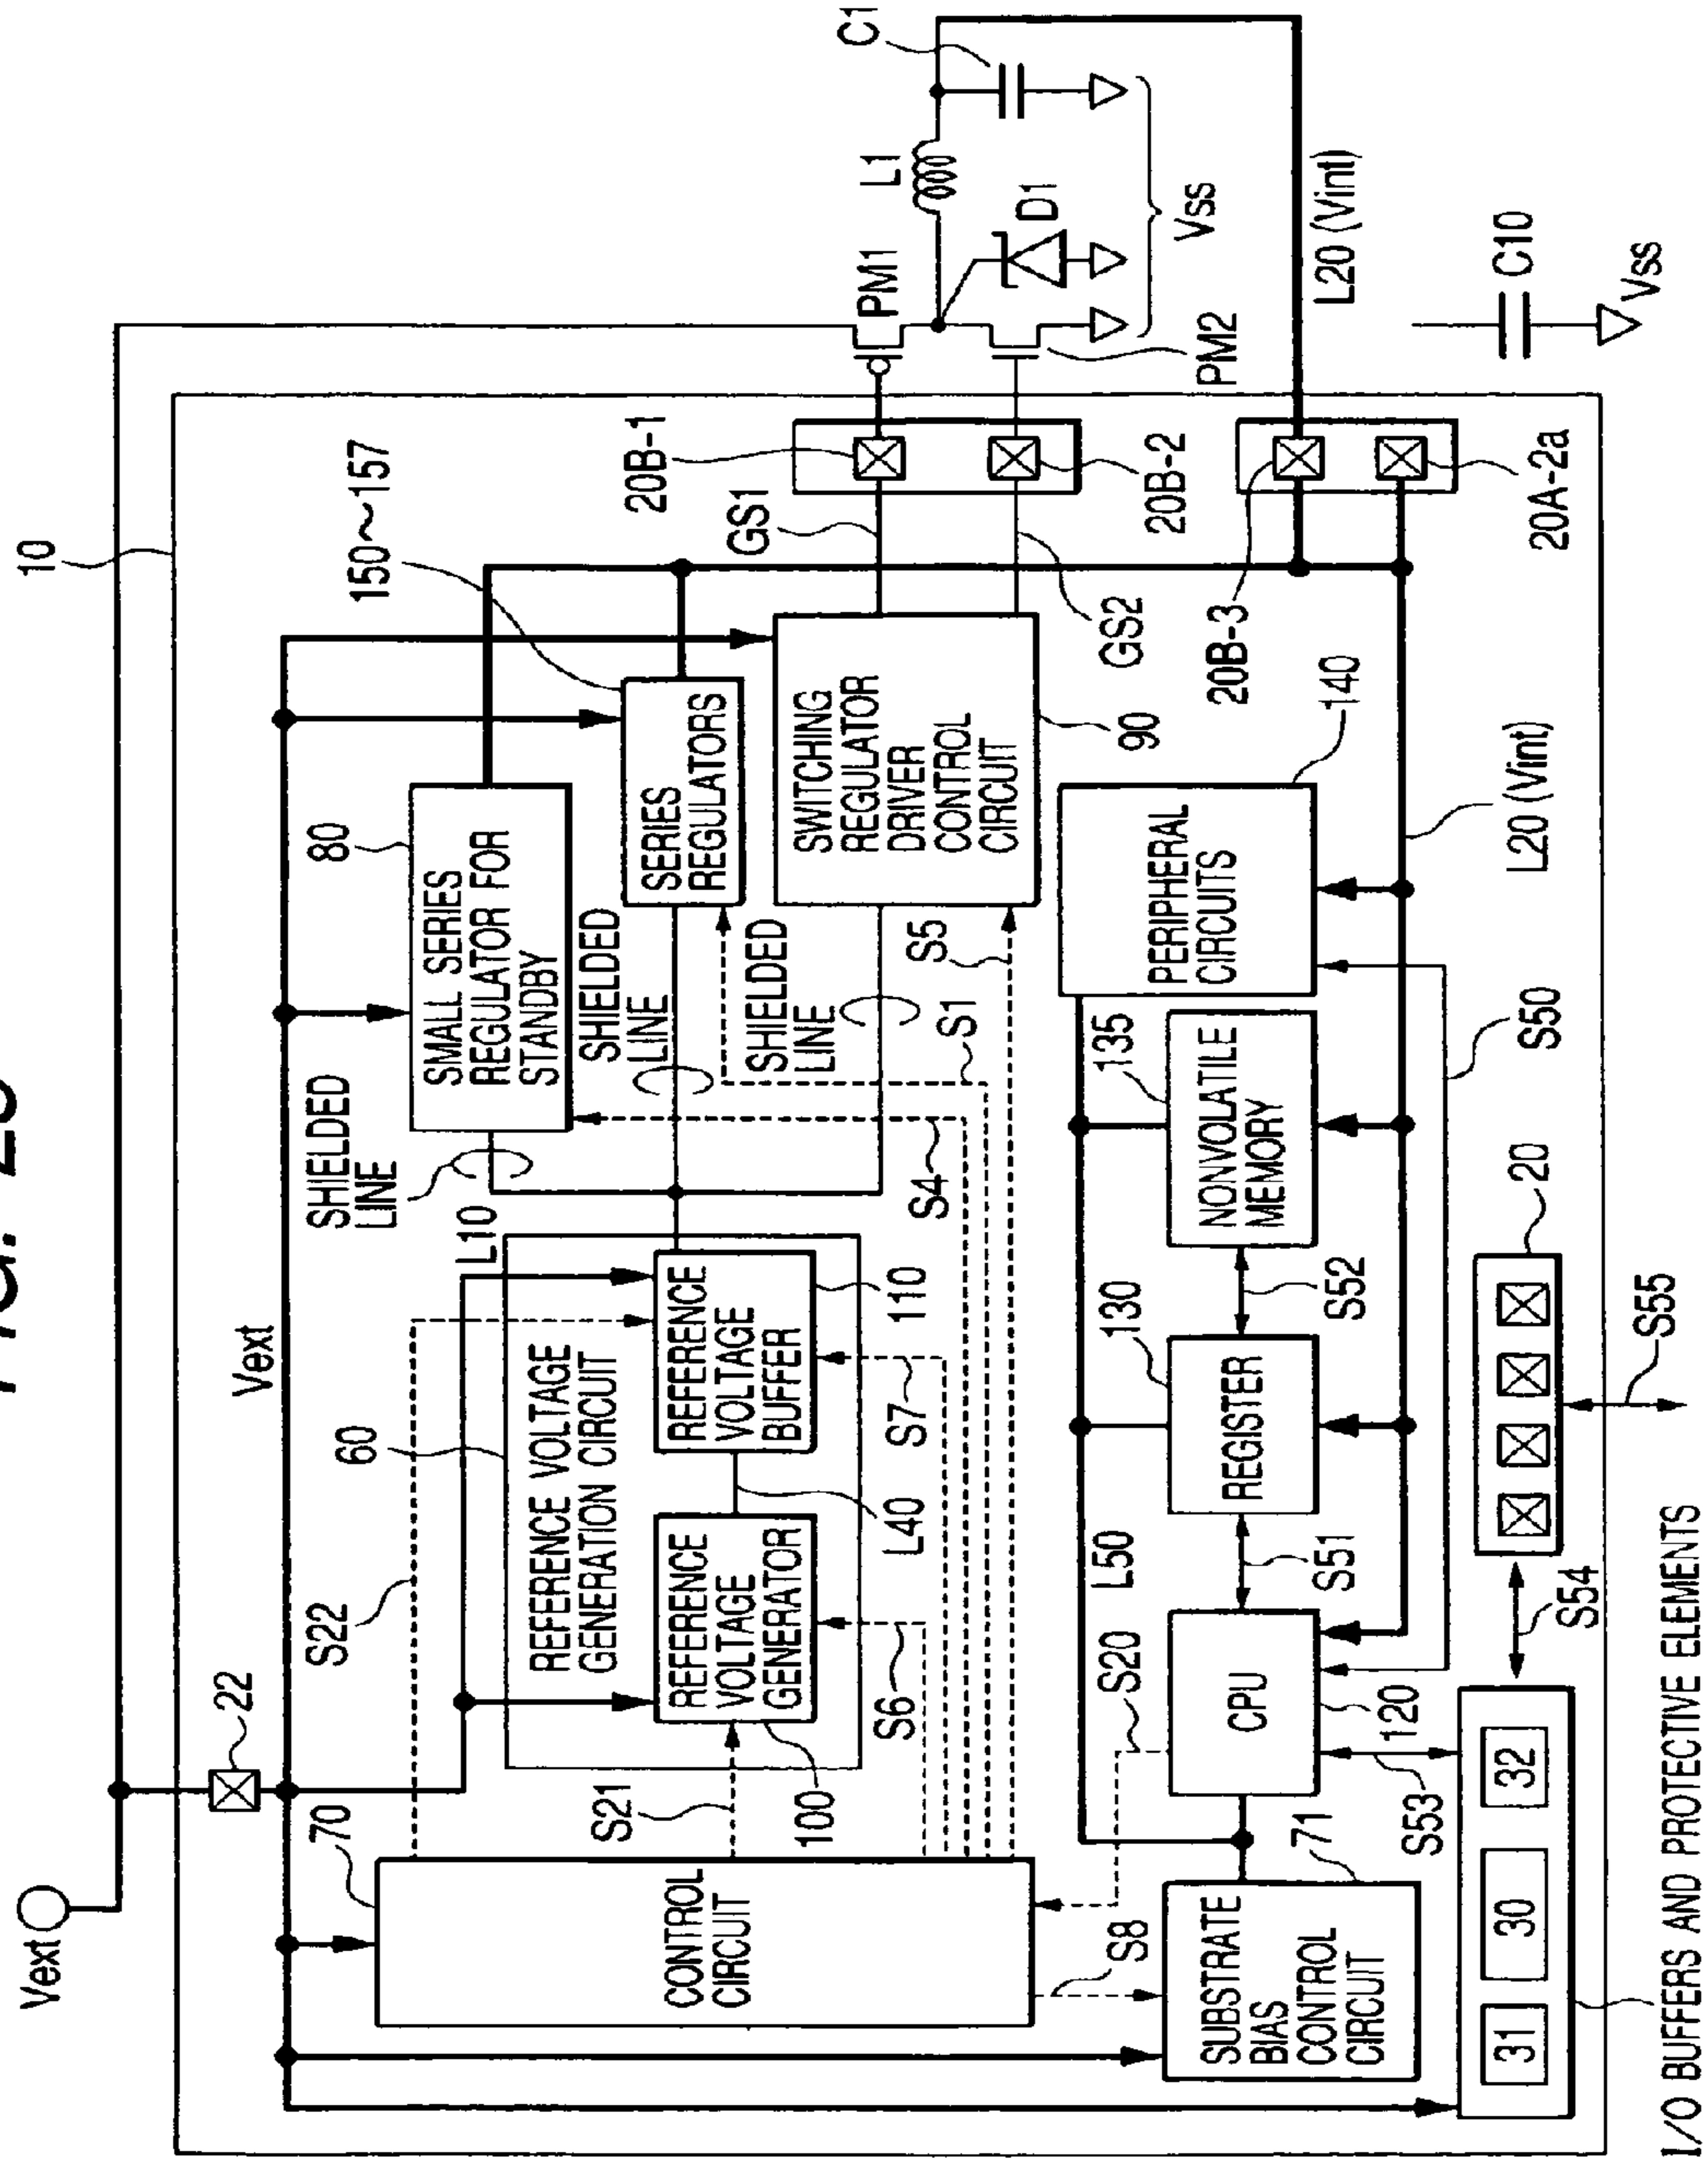 Vext
10
Vext
22
70
CONTROL
CIRCUIT
S22
S21
60
REFERENCE VOLTAGE
GENERATION CIRCUIT
REFERENCE
VOLTAGE
GENERATOR
100
L40
REFERENCE
VOLTAGE
BUFFER
110
L10
S6
S7
S4
S1
S5
SHIELDED
LINE
SHIELDED
LINE
SHIELDED
LINE
80
SMALL SERIES
REGULATOR FOR
STANDBY
150~157
SERIES
REGULATORS
SWITCHING
REGULATOR
DRIVER
CONTROL
CIRCUIT
90
GS1
GS2
20B-1
20B-2
20B-3
20A-2a
PM1
PM2
L1
D1
C1
Vss
L20 (Vint)
C10
Vss
S8
S20
SUBSTRATE
BIAS
CONTROL
CIRCUIT
71
CPU
120
L50
S51
REGISTER
130
S52
NONVOLATILE
MEMORY
135
PERIPHERAL
CIRCUITS
140
L20 (Vint)
S50
S53
31
30
32
S54
20
S55
I/O BUFFERS AND PROTECTIVE ELEMENTS